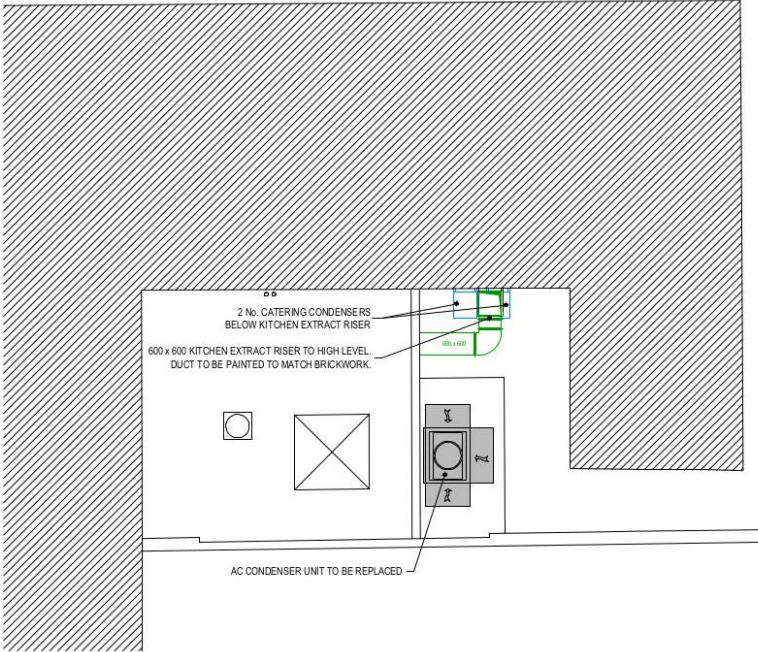 2 No. CATERING CONDENSERS
BELOW KITCHEN EXTRACT RISER
600 x 600 KITCHEN EXTRACT RISER TO HIGH LEVEL.
DUCT TO BE PAINTED TO MATCH BRICKWORK.
600 x 600
AC CONDENSER UNIT TO BE REPLACED